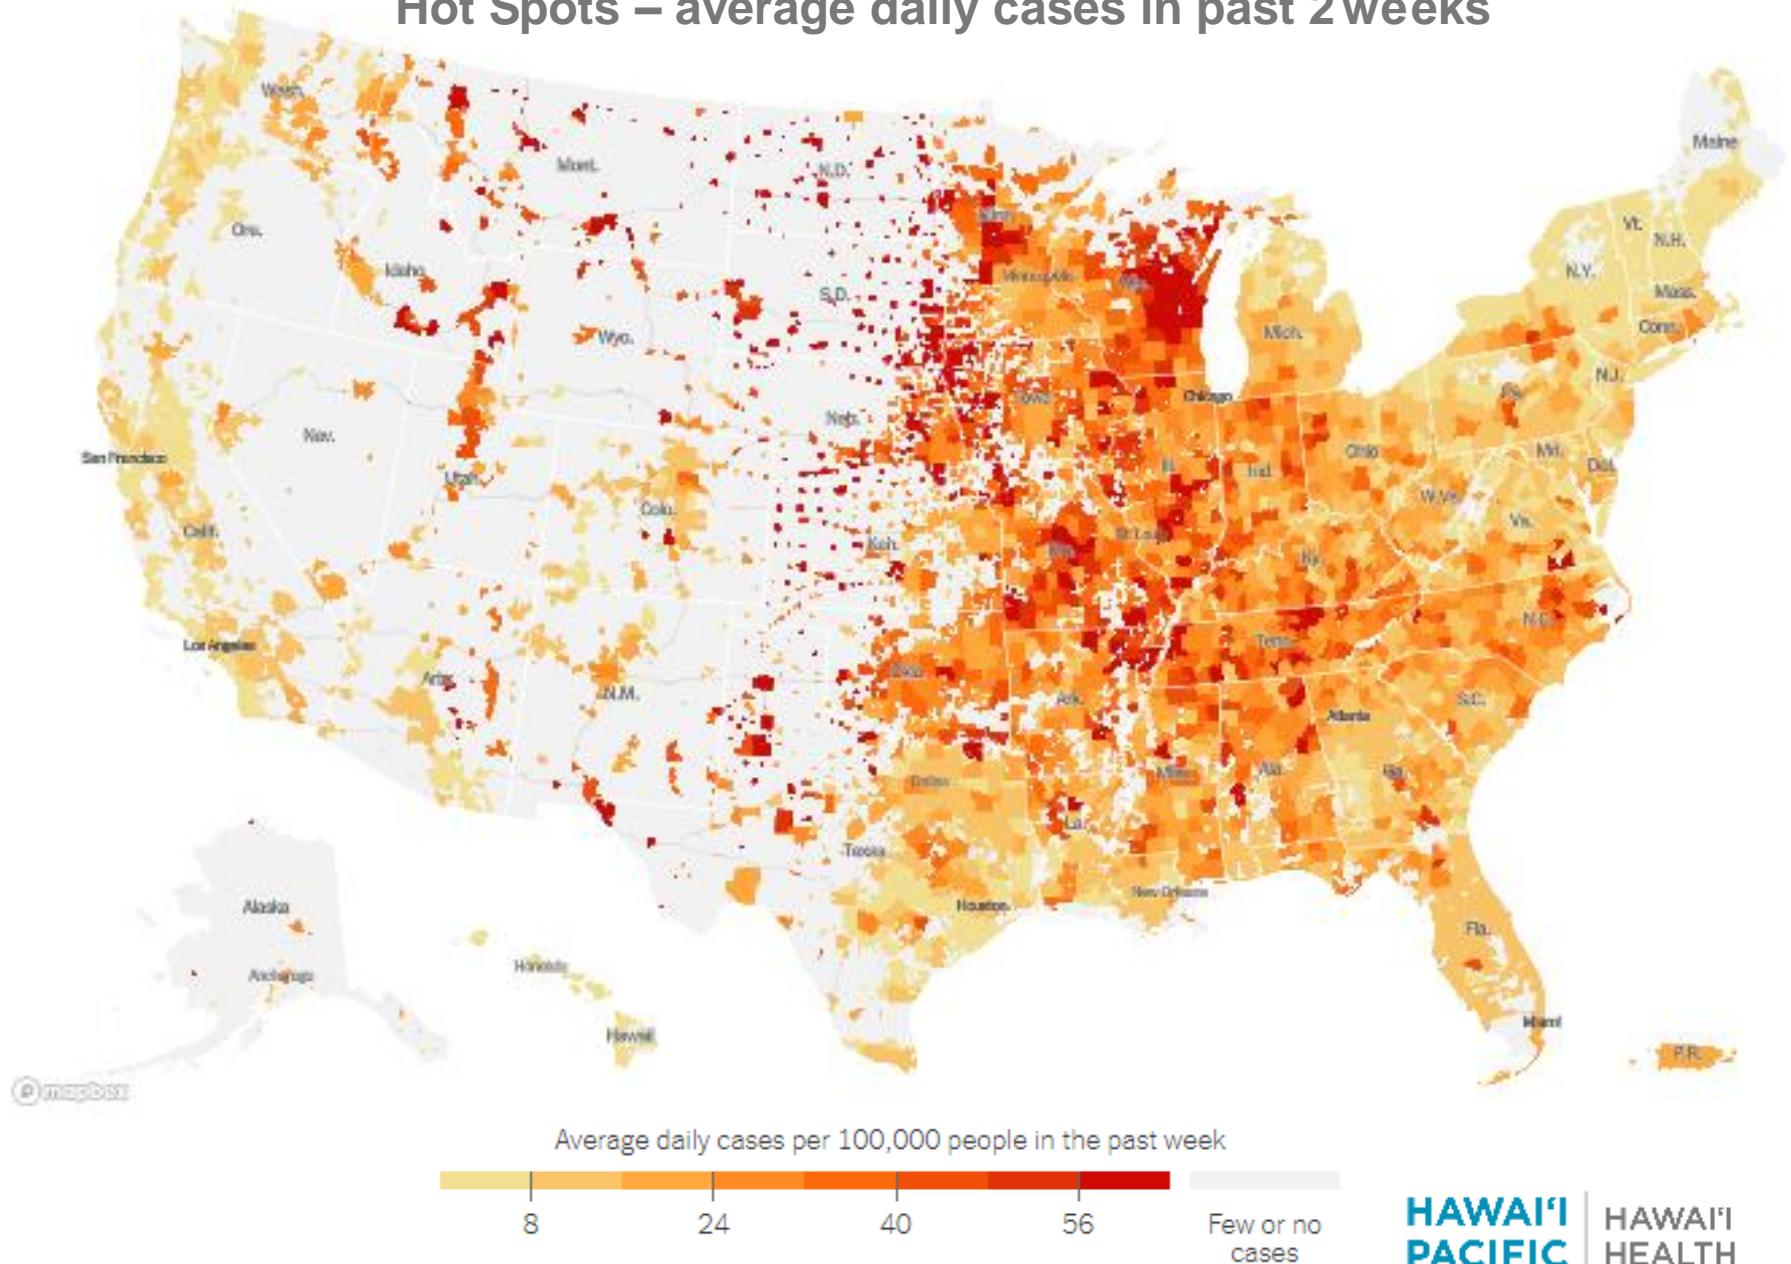 Hot Spots – average daily cases in past 2 weeks
Wash.
Mont.
N.D.
Minn.
Maine
Ore.
Idaho
Minneapolis
Wis.
Vt.
N.H.
N.Y.
S.D.
Mass.
Wyo.
Mich.
Conn.
N.J.
Neb.
Iowa
Chicago
Pa.
Nev.
San Francisco
Utah
Ill.
Ind.
Ohio
Md.
Del.
W.Va.
Colo.
Va.
Calif.
St. Louis
Mo.
Ky.
Los Angeles
Tenn.
N.C.
Ariz.
N.M.
Okla.
Ark.
S.C.
Atlanta
Dallas
Miss.
Ala.
Ga.
La.
Texas
New Orleans
Houston
Alaska
Fla.
Anchorage
Honolulu
Hawaii
Miami
P.R.
mapbox
Average daily cases per 100,000 people in the past week
8 24 40 56 Few or no
cases
HAWAI‘I HAWAI‘I
PACIFIC HEALTH